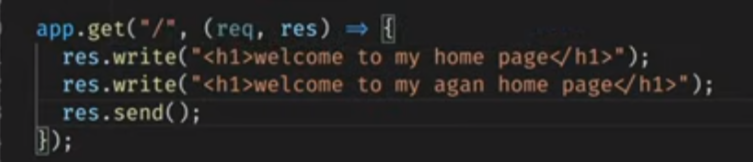 app.get("/", (req, res) => {
  res.write("<h1>welcome to my home page</h1>");
  res.write("<h1>welcome to my agan home page</h1>");
  res.send();
});